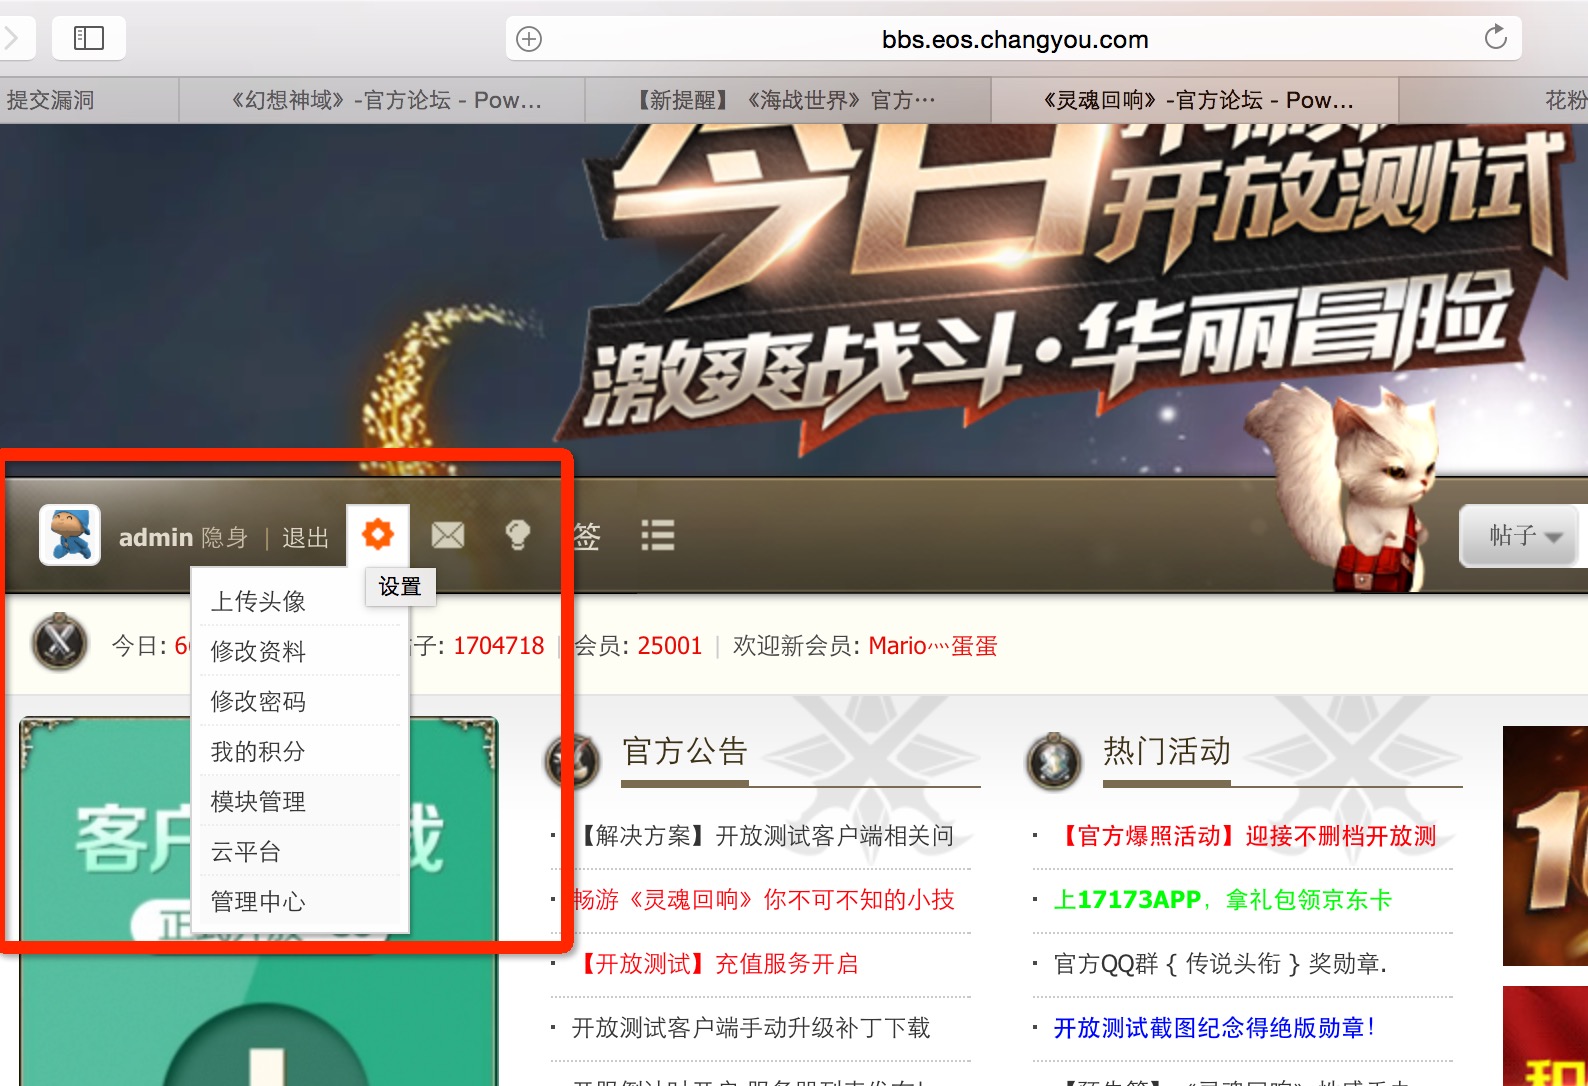 bbs.eos.changyou.com
提交漏洞
《幻想神域》-官方论坛 - Pow...
【新提醒】《海战世界》官方…
《灵魂回响》-官方论坛 - Pow...
花粉
今日
开放测试
激爽战斗·华丽冒险
admin 隐身 | 退出
签
帖子
设置
上传头像
修改资料
修改密码
我的积分
模块管理
云平台
管理中心
今日: 6
子: 1704718 | 会员: 25001 | 欢迎新会员: Mario灬蛋蛋
客户
戏
官方公告
· 【解决方案】开放测试客户端相关问
· 畅游《灵魂回响》你不可不知的小技
· 【开放测试】充值服务开启
· 开放测试客户端手动升级补丁下载
热门活动
· 【官方爆照活动】迎接不删档开放测
· 上17173APP，拿礼包领京东卡
· 官方QQ群 { 传说头衔 } 奖勋章.
· 开放测试截图纪念得绝版勋章!